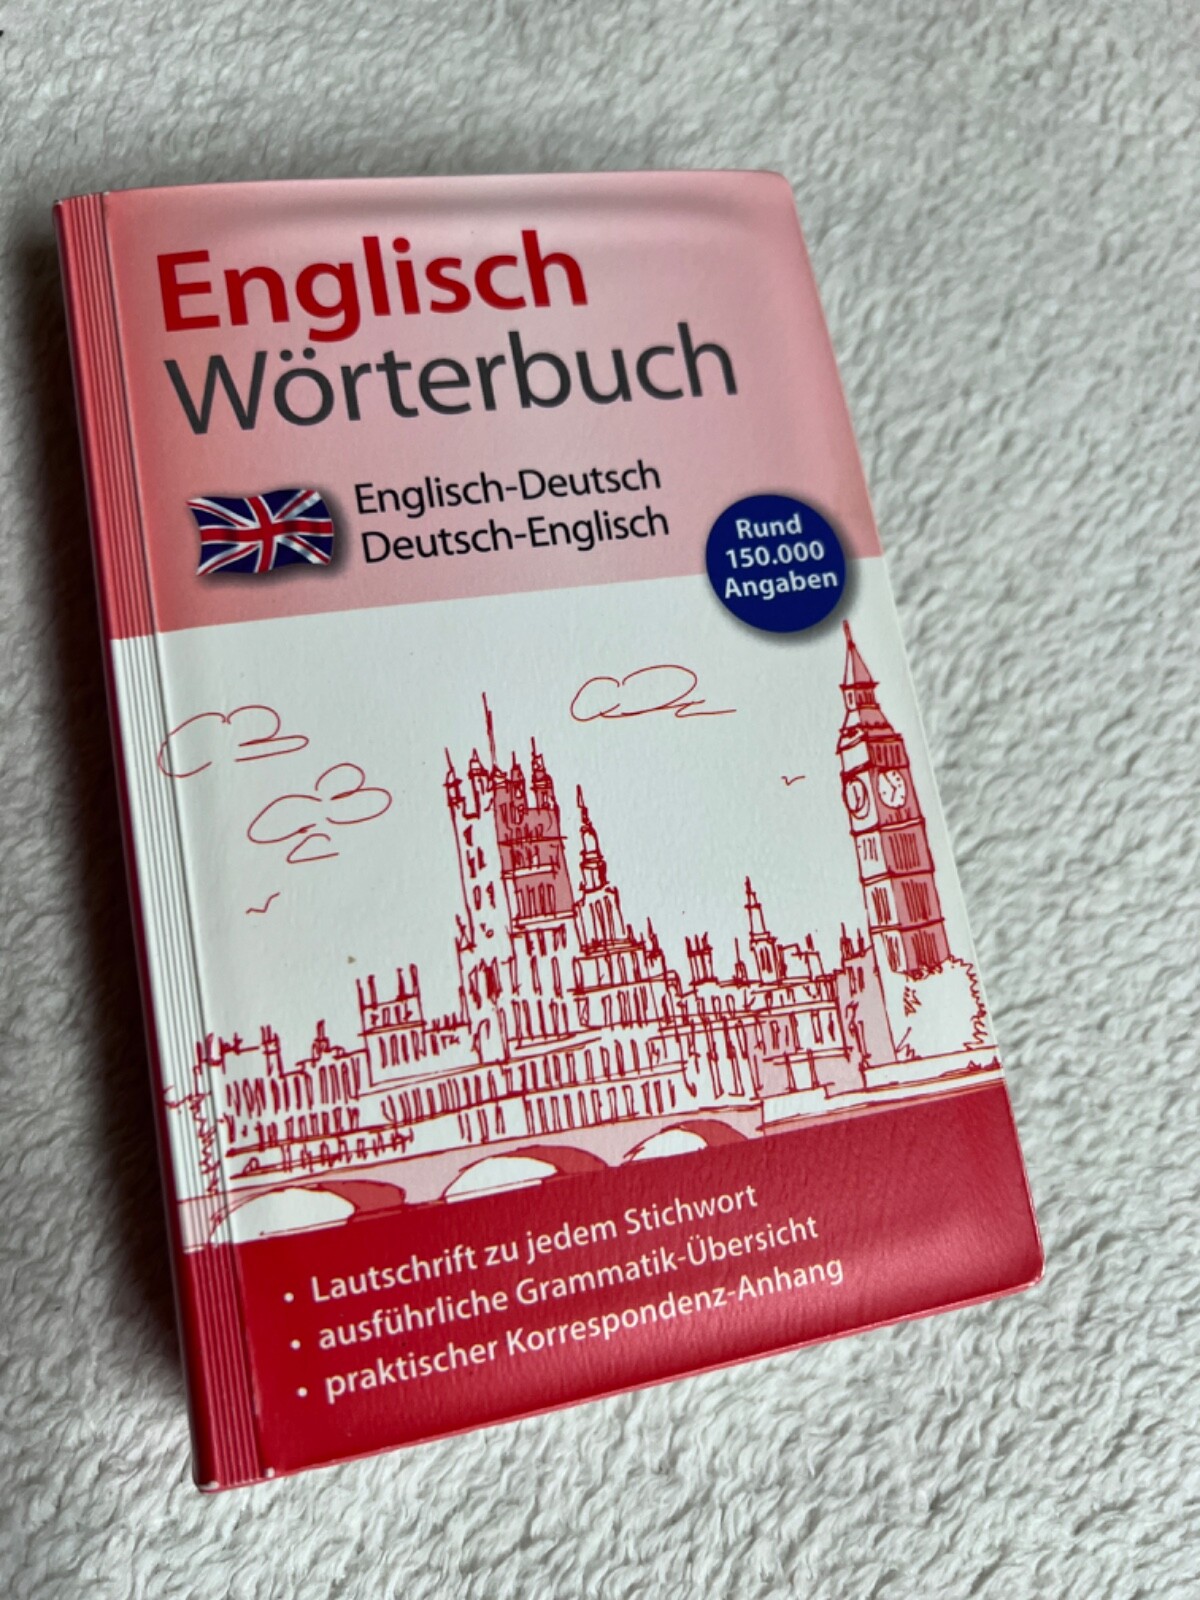 Englisch
Wörterbuch
Englisch-Deutsch
Deutsch-Englisch
Rund
150.000
Angaben
• Lautschrift zu jedem Stichwort
• ausführliche Grammatik-Übersicht
• praktischer Korrespondenz-Anhang